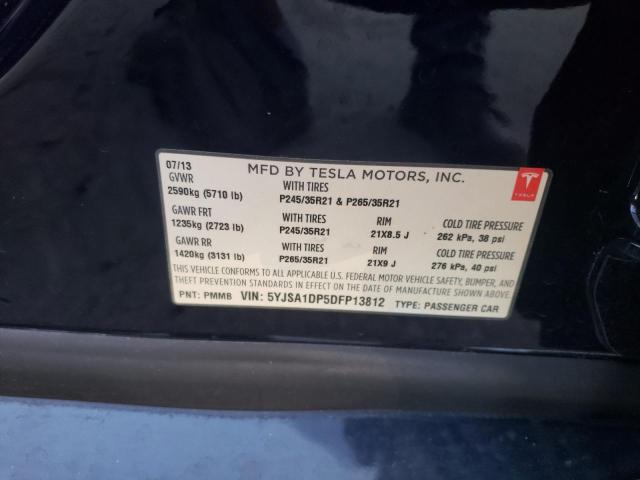 07/13 MFD BY TESLA MOTORS, INC.
GVWR WITH TIRES
2590kg (5710 lb) P245/35R21 & P265/35R21
GAWR FRT WITH TIRES RIM COLD TIRE PRESSURE
1235kg (2723 lb) P245/35R21 21X8.5 J 262 kPa, 38 psi
GAWR RR WITH TIRES RIM COLD TIRE PRESSURE
1420kg (3131 lb) P265/35R21 21X9 J 276 kPa, 40 psi
THIS VEHICLE CONFORMS TO ALL APPLICABLE U.S. FEDERAL MOTOR VEHICLE SAFETY, BUMPER, AND
THEFT PREVENTION STANDARDS IN EFFECT ON THE DATE OF MANUFACTURE SHOWN ABOVE.
PNT: PMMB VIN: 5YJSA1DP5DFP13812 TYPE: PASSENGER CAR
TESLA